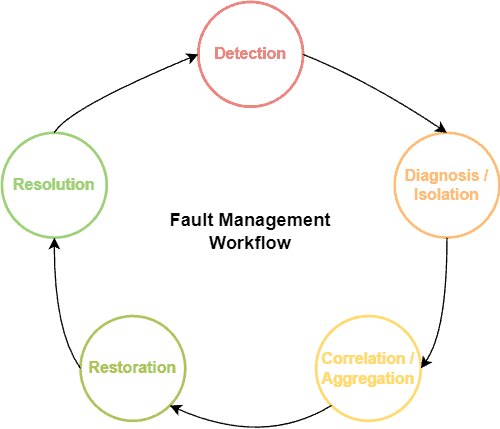 Detection
Diagnosis /
Isolation
Correlation /
Aggregation
Restoration
Resolution
Fault Management
Workflow